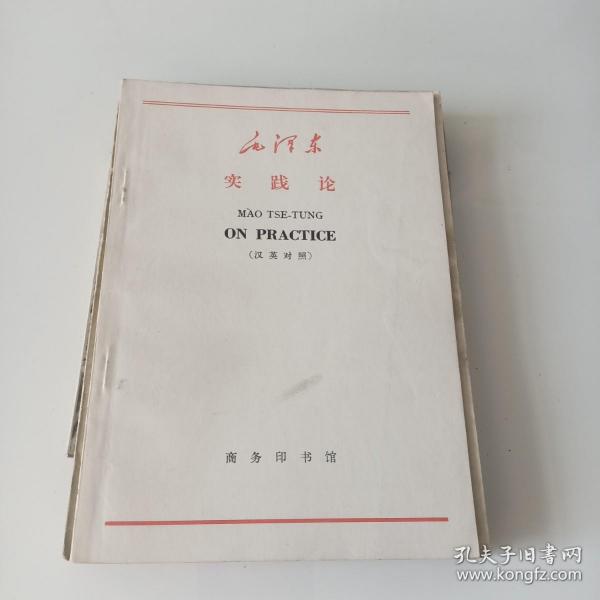 毛泽东
实践论
MAO TSE-TUNG
ON PRACTICE
(汉英对照)
商务印书馆
孔夫子旧书网
www.kongfz.com